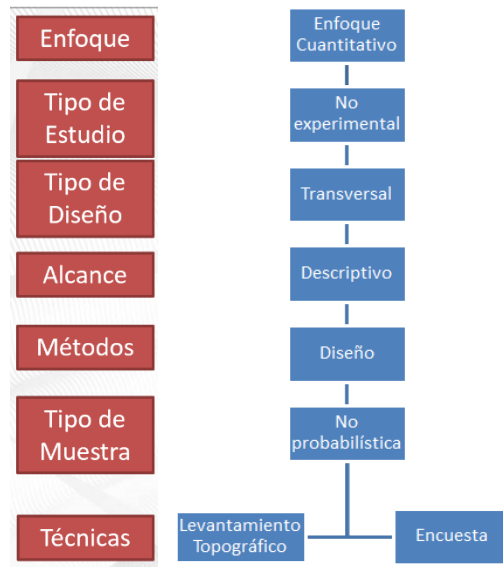 Enfoque
Enfoque
Cuantitativo
Tipo de
Estudio
No
experimental
Tipo de
Diseño
Transversal
Alcance
Descriptivo
Métodos
Diseño
Tipo de
Muestra
No
probabilística
Técnicas
Levantamiento
Topográfico
Encuesta